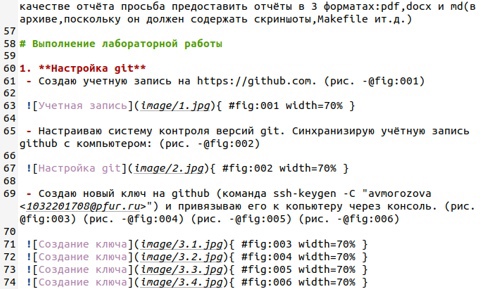 качестве отчёта просьба предоставить отчёты в 3 форматах:pdf,docx и md(в
архиве,поскольку он должен содержать скриншоты,Makefile ит.д.)
57
58 # Выполнение лабораторной работы
59
60 1. **Настройка git**
61 - Создаю учетную запись на https://github.com. (рис. -@fig:001)
62
63 ![Учетная запись](image/1.jpg){ #fig:001 width=70% }
64
65 - Настраиваю систему контроля версий git. Синхранизирую учётную запись
github с компьютером: (рис. -@fig:002)
66
67 ![Настройка git](image/2.jpg){ #fig:002 width=70% }
68
69 - Создаю новый ключ на github (команда ssh-keygen -C "avmorozova
<1032201708@pfur.ru>") и привязываю его к копьютеру через консоль. (рис. -
@fig:003) (рис. -@fig:004) (рис. -@fig:005) (рис. -@fig:006)
70
71 ![Создание ключа](image/3.1.jpg){ #fig:003 width=70% }
72 ![Создание ключа](image/3.2.jpg){ #fig:004 width=70% }
73 ![Создание ключа](image/3.3.jpg){ #fig:005 width=70% }
74 ![Создание ключа](image/3.4.jpg){ #fig:006 width=70% }